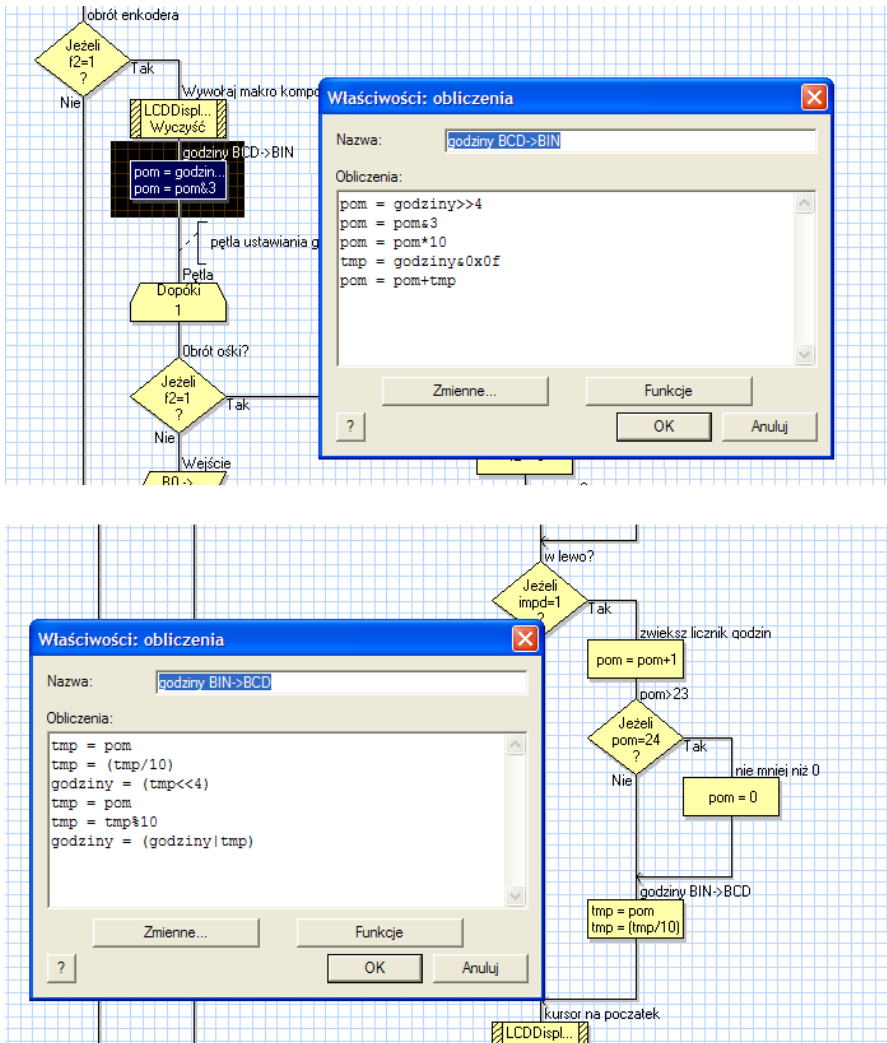 obrót enkodera
Jeżeli
f2=1
?
Tak
Nie
Wywołaj makro kompo
LCDDispl...
Wyczyść
godziny BCD->BIN
pom = godzin...
pom = pom&3
pętla ustawiania g
Pętla
Dopóki
1
Obrót ośki?
Jeżeli
f2=1
?
Tak
Nie
Wejście
Właściwości: obliczenia
Nazwa:
godziny BCD->BIN
Obliczenia:
pom = godziny>>4
pom = pom&3
pom = pom*10
tmp = godziny&0x0f
pom = pom+tmp
Zmienne...
Funkcje
?
OK
Anuluj
w lewo?
Jeżeli
impd=1
?
Tak
zwieksz licznik godzin
pom = pom+1
pom>23
Jeżeli
pom=24
?
Tak
Nie
nie mniej niż 0
pom = 0
godziny BIN->BCD
tmp = pom
tmp = (tmp/10)
kursor na poczatek
LCDDispl...
Właściwości: obliczenia
Nazwa:
godziny BIN->BCD
Obliczenia:
tmp = pom
tmp = (tmp/10)
godziny = (tmp<<4)
tmp = pom
tmp = tmp%10
godziny = (godziny|tmp)
Zmienne...
Funkcje
?
OK
Anuluj